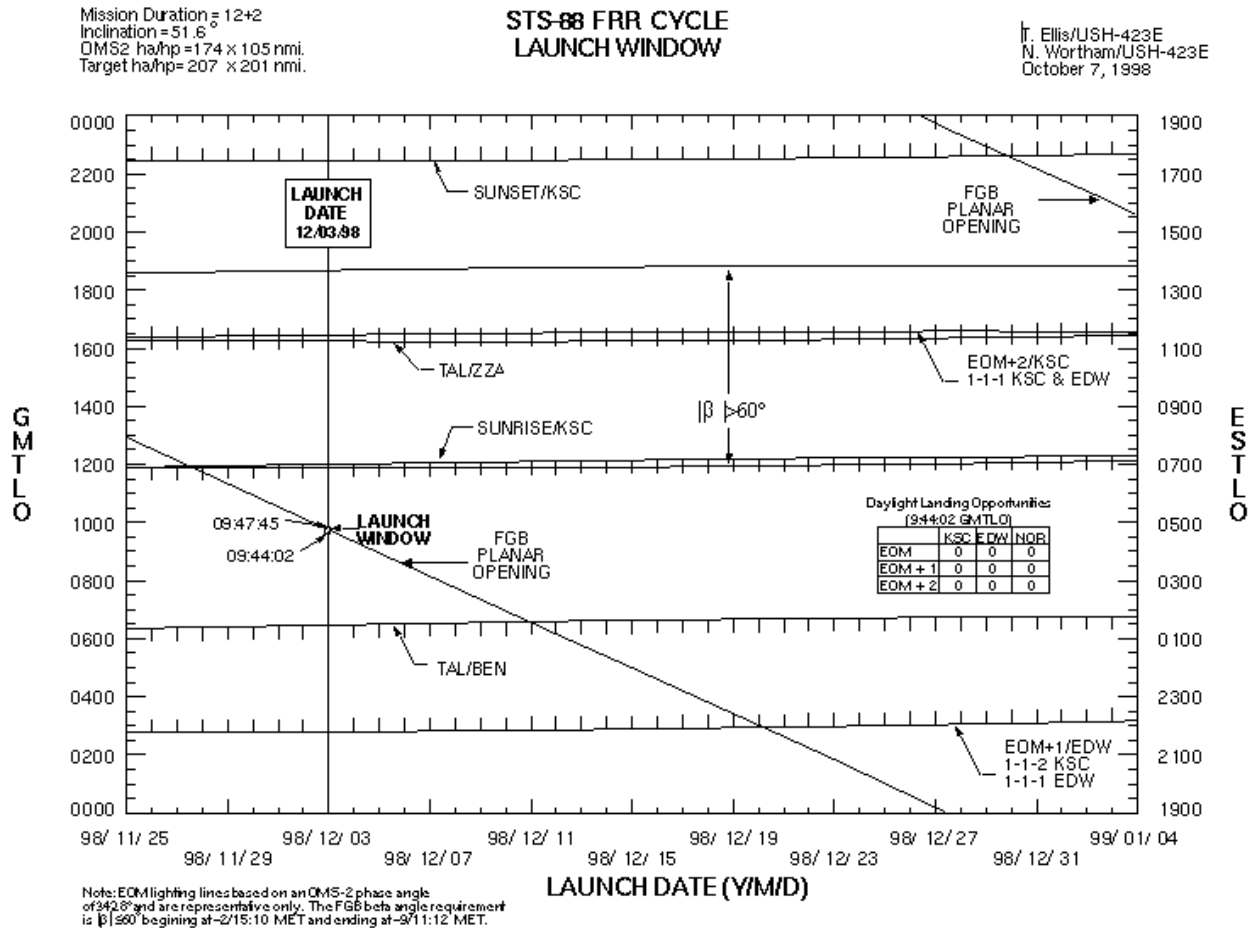 Mission Duration = 12+2
Inclination = 51.6°
OMS2 ha/hp = 174 x 105 nmi.
Target ha/hp = 207 x 201 nmi.
STS-88 FRR CYCLE
LAUNCH WINDOW
T. Ellis/USH-423E
N. Wortham/USH-423E
October 7, 1998
0000
2200
2000
1800
1600
1400
1200
1000
0800
0600
0400
0200
0000
GMTLO
1900
1700
1500
1300
1100
0900
0700
0500
0300
0100
2300
2100
1900
ESTLO
LAUNCH
DATE
12/03/98
SUNSET/KSC
FGB
PLANAR
OPENING
TAL/ZZA
EOM+2/KSC
1-1-1 KSC & EDW
|β|>60°
SUNRISE/KSC
09:47:45
09:44:02
LAUNCH
WINDOW
FGB
PLANAR
OPENING
Daylight Landing Opportunities
(9:44:02 GMTLO)
KSC EDW NOR
EOM 0 0 0
EOM + 1 0 0 0
EOM + 2 0 0 0
TAL/BEN
EOM+1/EDW
1-1-2 KSC
1-1-1 EDW
98/ 11/ 25 98/ 12/ 03 98/ 12/ 11 98/ 12/ 19 98/ 12/ 27 99/ 01/ 04
98/ 11/ 29 98/ 12/ 07 98/ 12/ 15 98/ 12/ 23 98/ 12/ 31
LAUNCH DATE (Y/M/D)
Note: EOM lighting lines based on an OMS-2 phase angle
of 342.8° and are representative only. The FGB beta angle requirement
is |β|≤60° begining at ~2/15:10 MET and ending at ~9/11:12 MET.